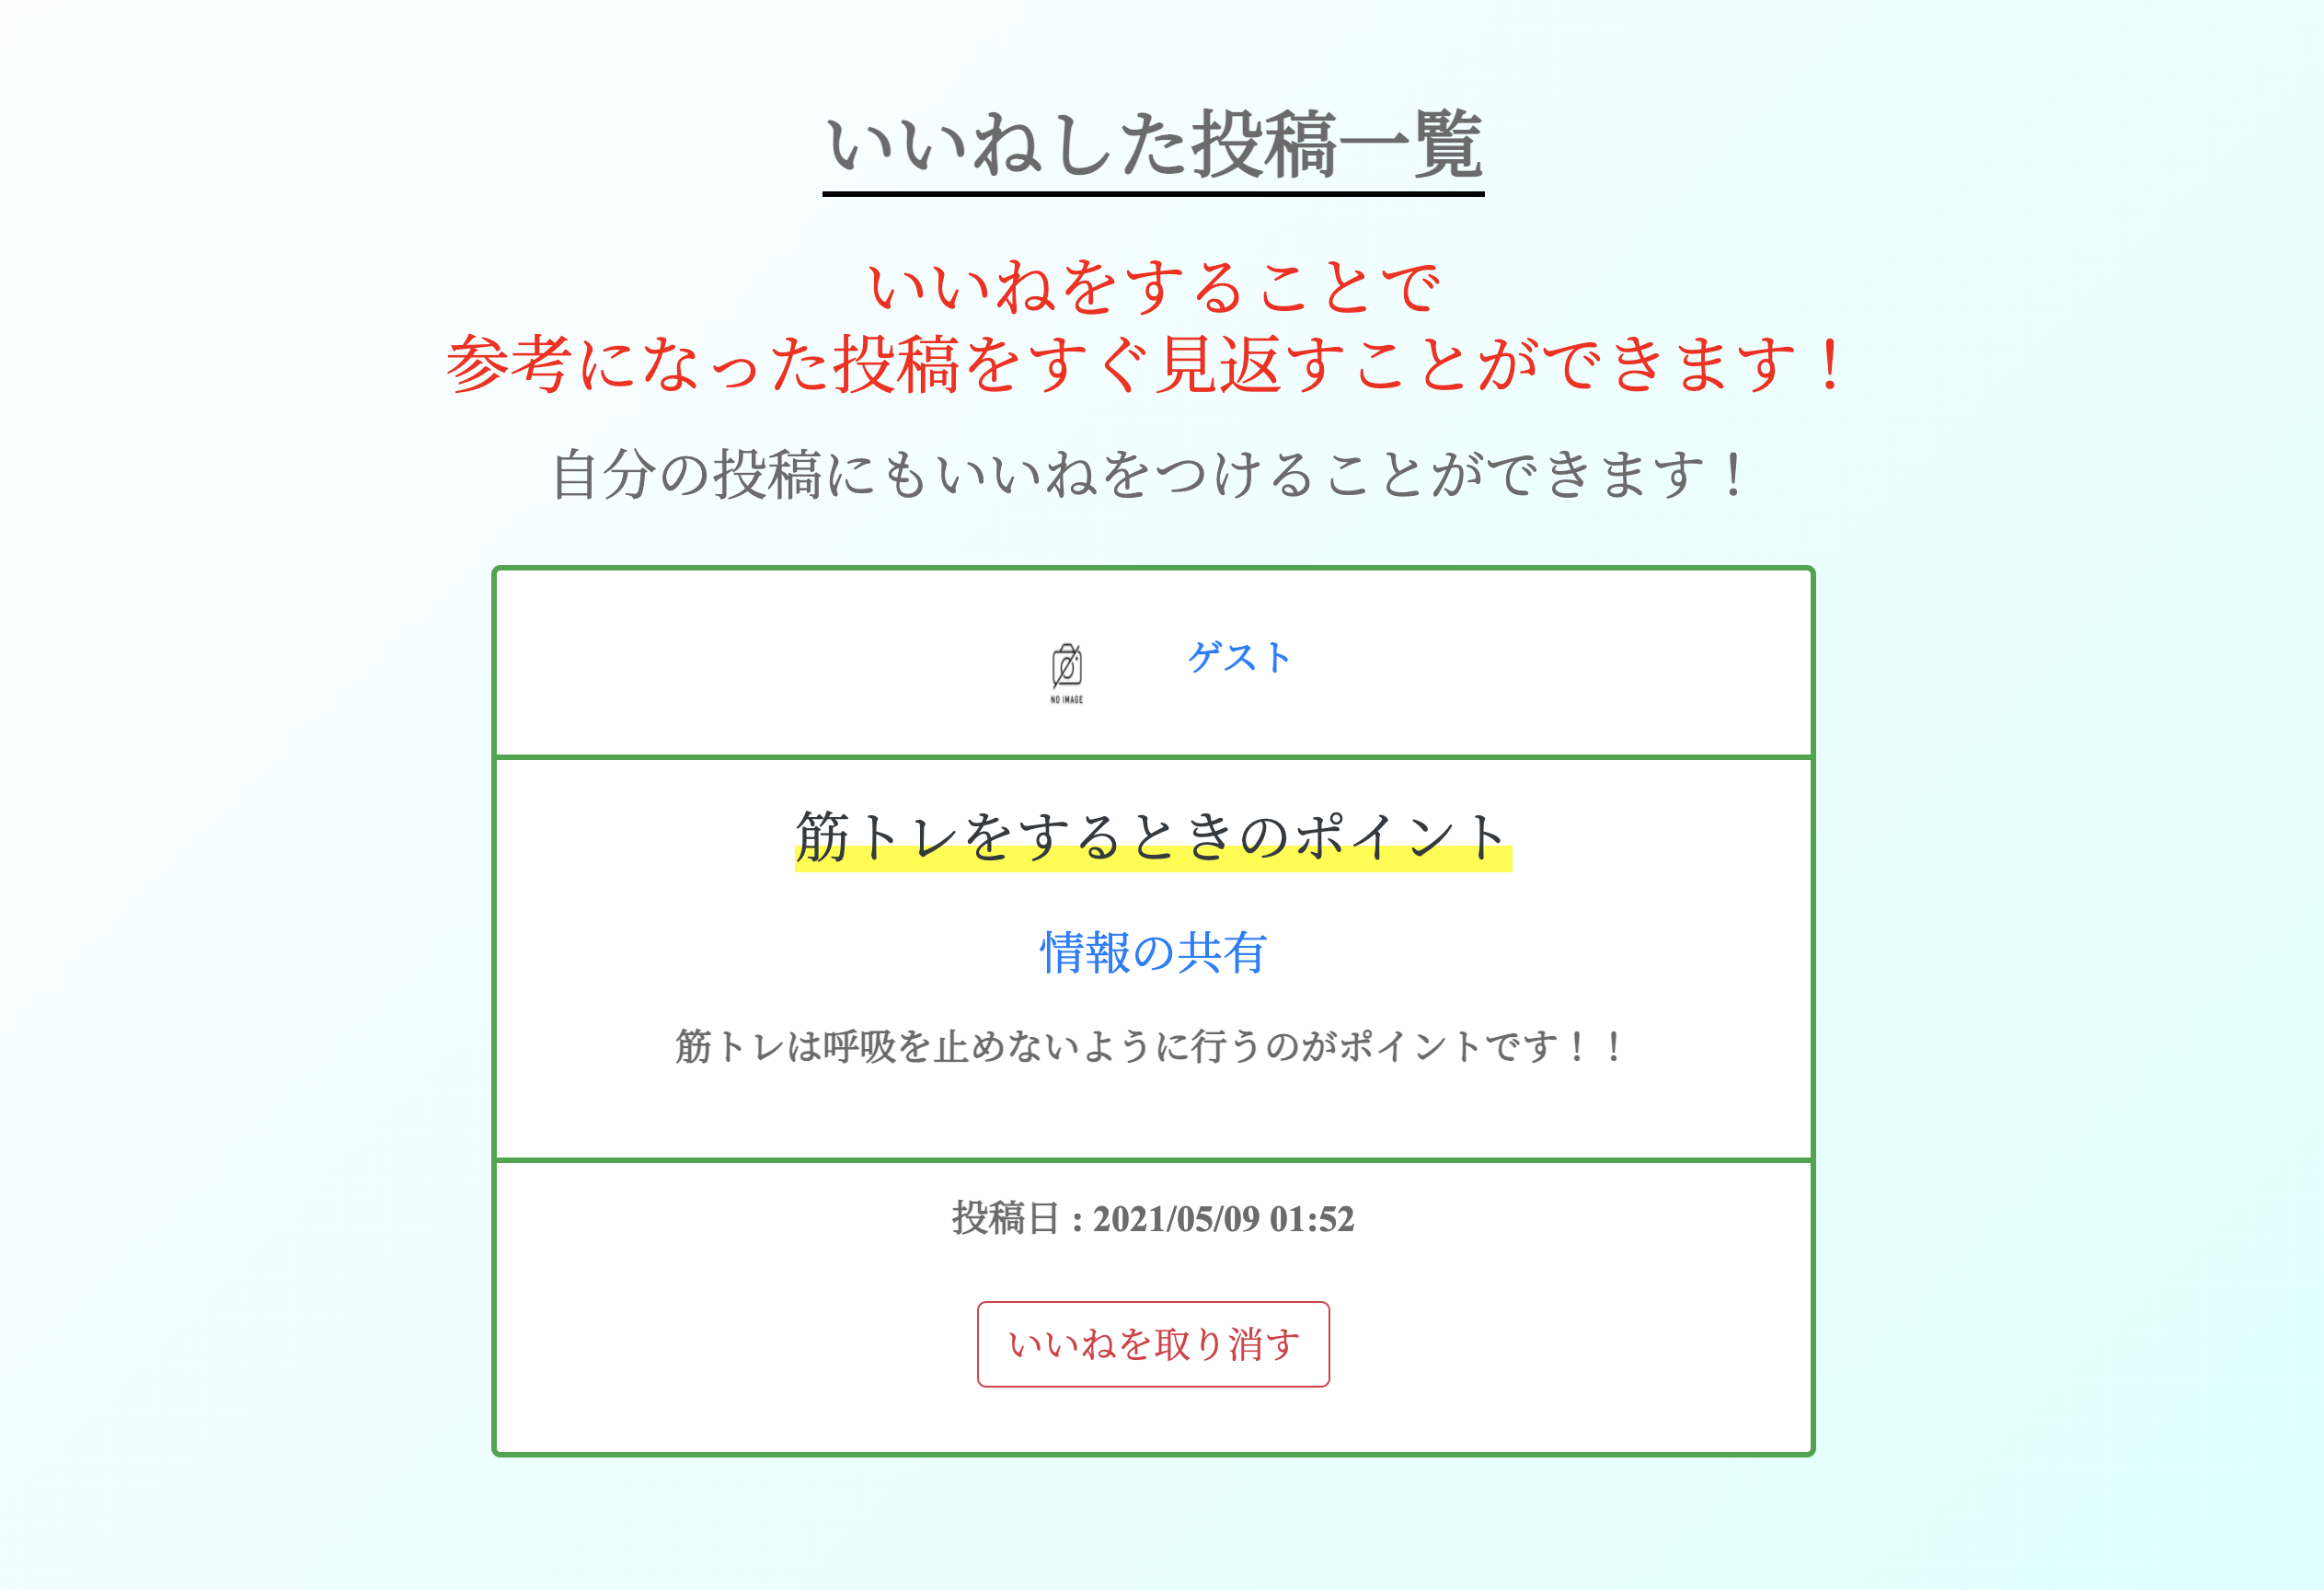 いいねした投稿一覧
いいねをすることで
参考になった投稿をすぐ見返すことができます！
自分の投稿にもいいねをつけることができます！
NO IMAGE
ゲスト
筋トレをするときのポイント
情報の共有
筋トレは呼吸を止めないように行うのがポイントです！！
投稿日 : 2021/05/09 01:52
いいねを取り消す